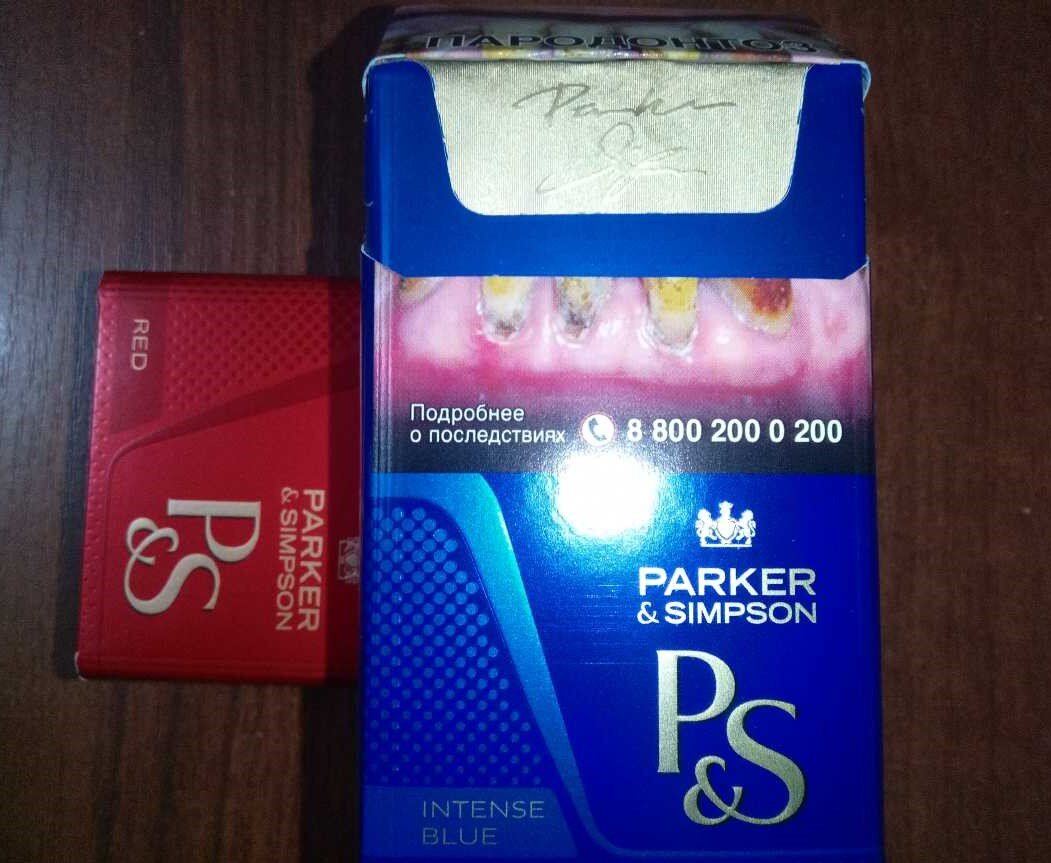 ПАРОДОНТОЗ
Parker
RED
PARKER
& SIMPSON
P&S
Подробнее
о последствиях 8 800 200 0 200
PARKER
& SIMPSON
P&S
INTENSE
BLUE